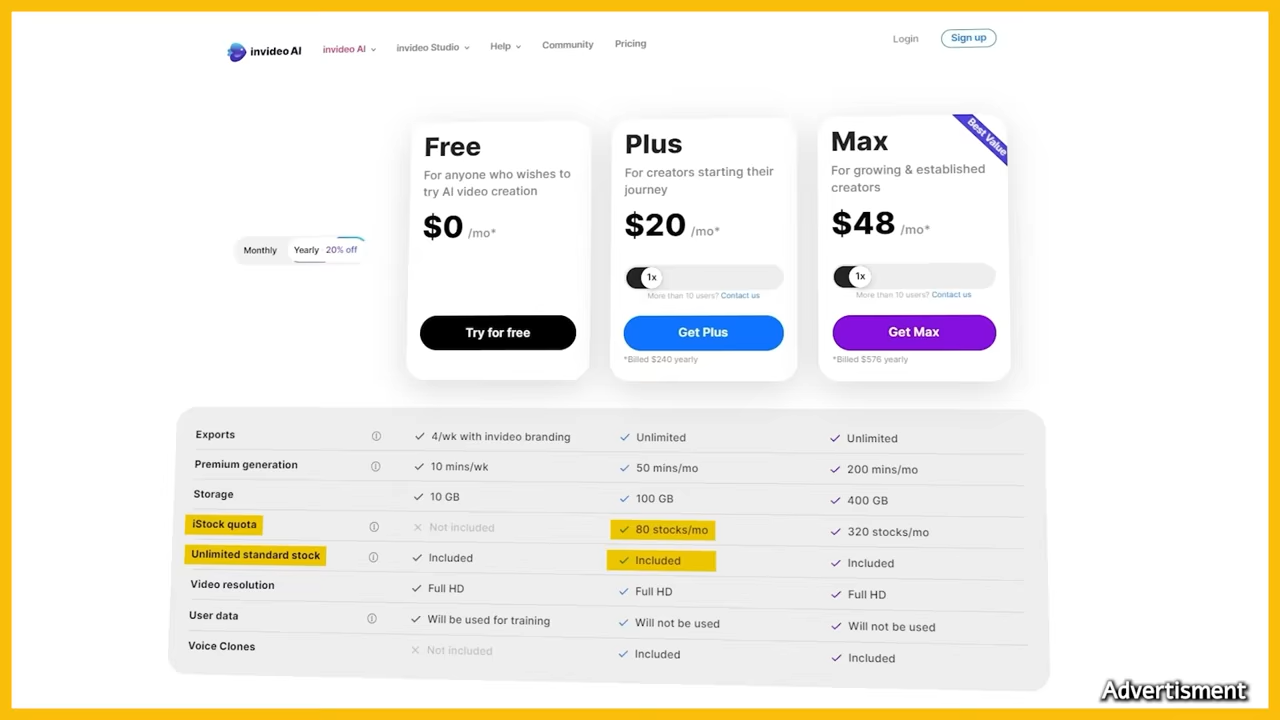 invideo AI
invideo AI
invideo Studio
Help
Community
Pricing
Login
Sign up
Monthly
Yearly 20% off
Free
For anyone who wishes to
try AI video creation
$0 /mo*
Try for free
Plus
For creators starting their
journey
$20 /mo*
1x
More than 10 users? Contact us
Get Plus
*Billed $240 yearly
Best Value
Max
For growing & established
creators
$48 /mo*
1x
More than 10 users? Contact us
Get Max
*Billed $576 yearly
Exports 4/wk with invideo branding Unlimited Unlimited
Premium generation 10 mins/wk 50 mins/mo 200 mins/mo
Storage 10 GB 100 GB 400 GB
iStock quota Not included 80 stocks/mo 320 stocks/mo
Unlimited standard stock Included Included Included
Video resolution Full HD Full HD Full HD
User data Will be used for training Will not be used Will not be used
Voice Clones Not included Included Included
Advertisment